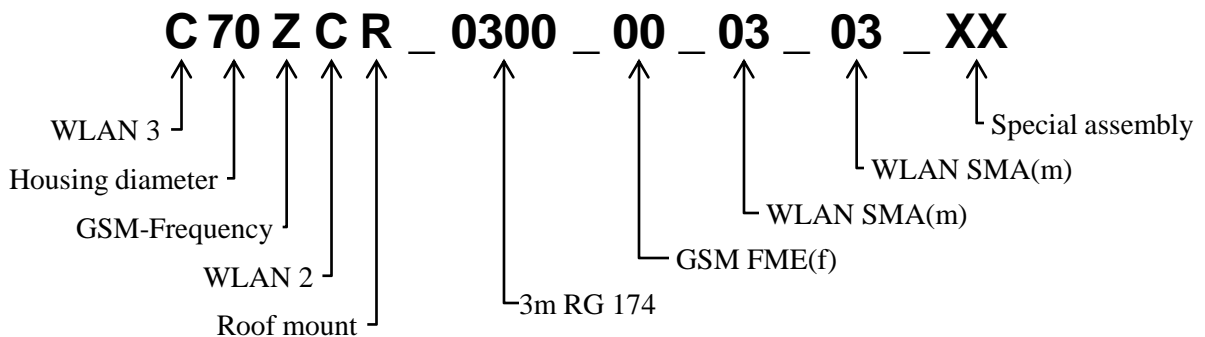 C 70 Z C R _ 0300 _ 00 _ 03 _ 03 _ XX
WLAN 3
Special assembly
Housing diameter
WLAN SMA(m)
GSM-Frequency
WLAN SMA(m)
WLAN 2
GSM FME(f)
Roof mount
3m RG 174